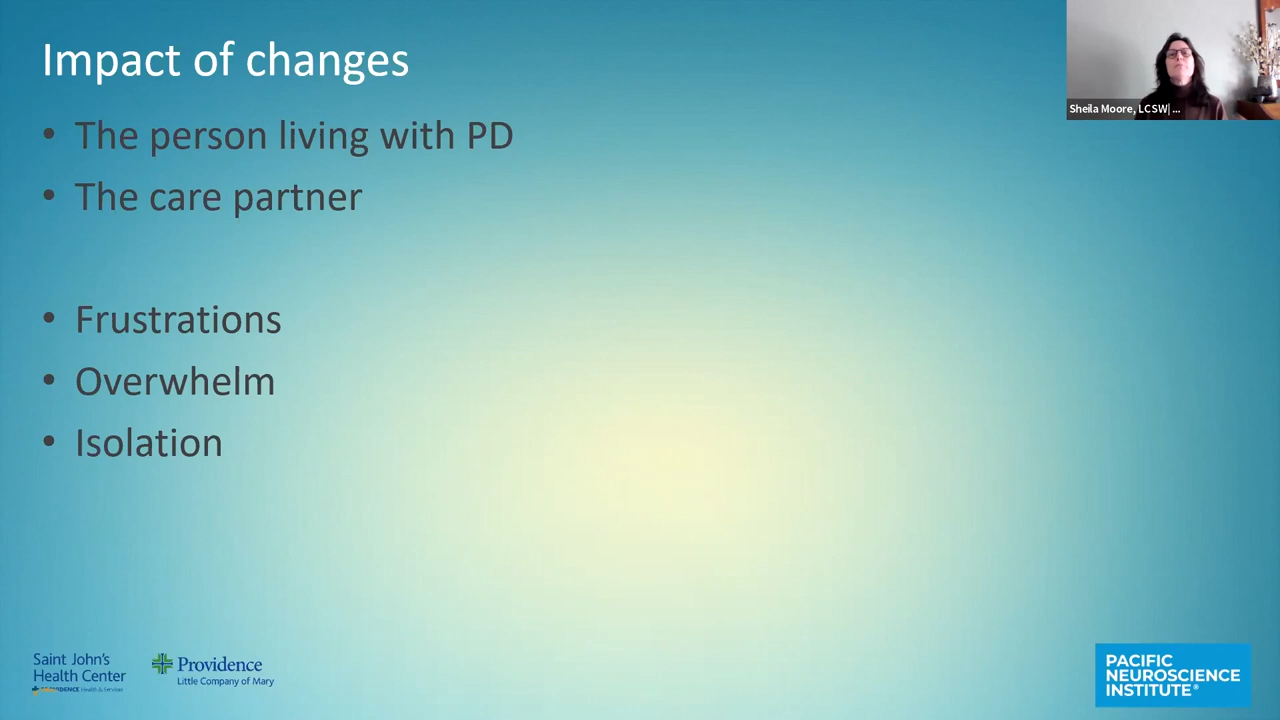 Impact of changes
• The person living with PD
• The care partner
• Frustrations
• Overwhelm
• Isolation
Sheila Moore, LCSW| ...
Saint John's
Health Center
PROVIDENCE Health & Services
Providence
Little Company of Mary
PACIFIC
NEUROSCIENCE
INSTITUTE®